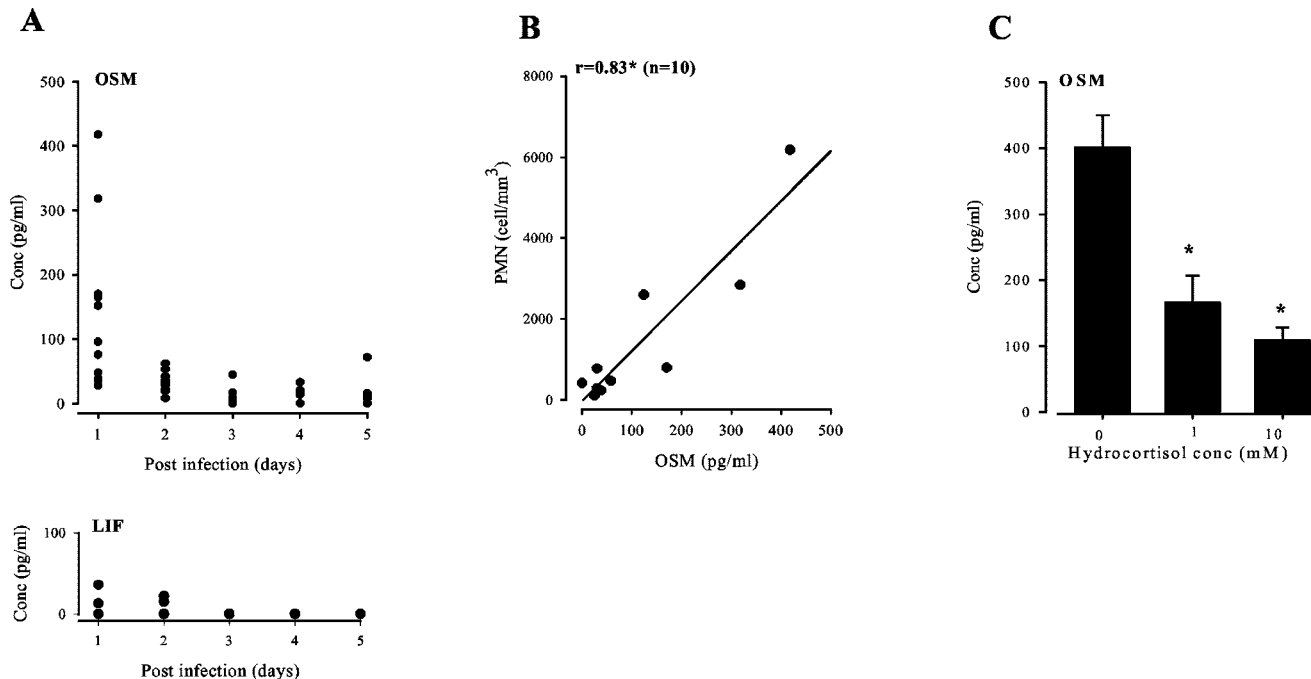 A
OSM
500
400
300
200
100
0
Conc (pg/ml)
1 2 3 4 5
Post infection (days)
LIF
100
0
Conc (pg/ml)
1 2 3 4 5
Post infection (days)
B
r=0.83* (n=10)
8000
6000
4000
2000
0
PMN (cell/mm³)
0 100 200 300 400 500
OSM (pg/ml)
C
OSM
500
400
300
200
100
0
Conc (pg/ml)
*
*
0 1 10
Hydrocortisol conc (mM)